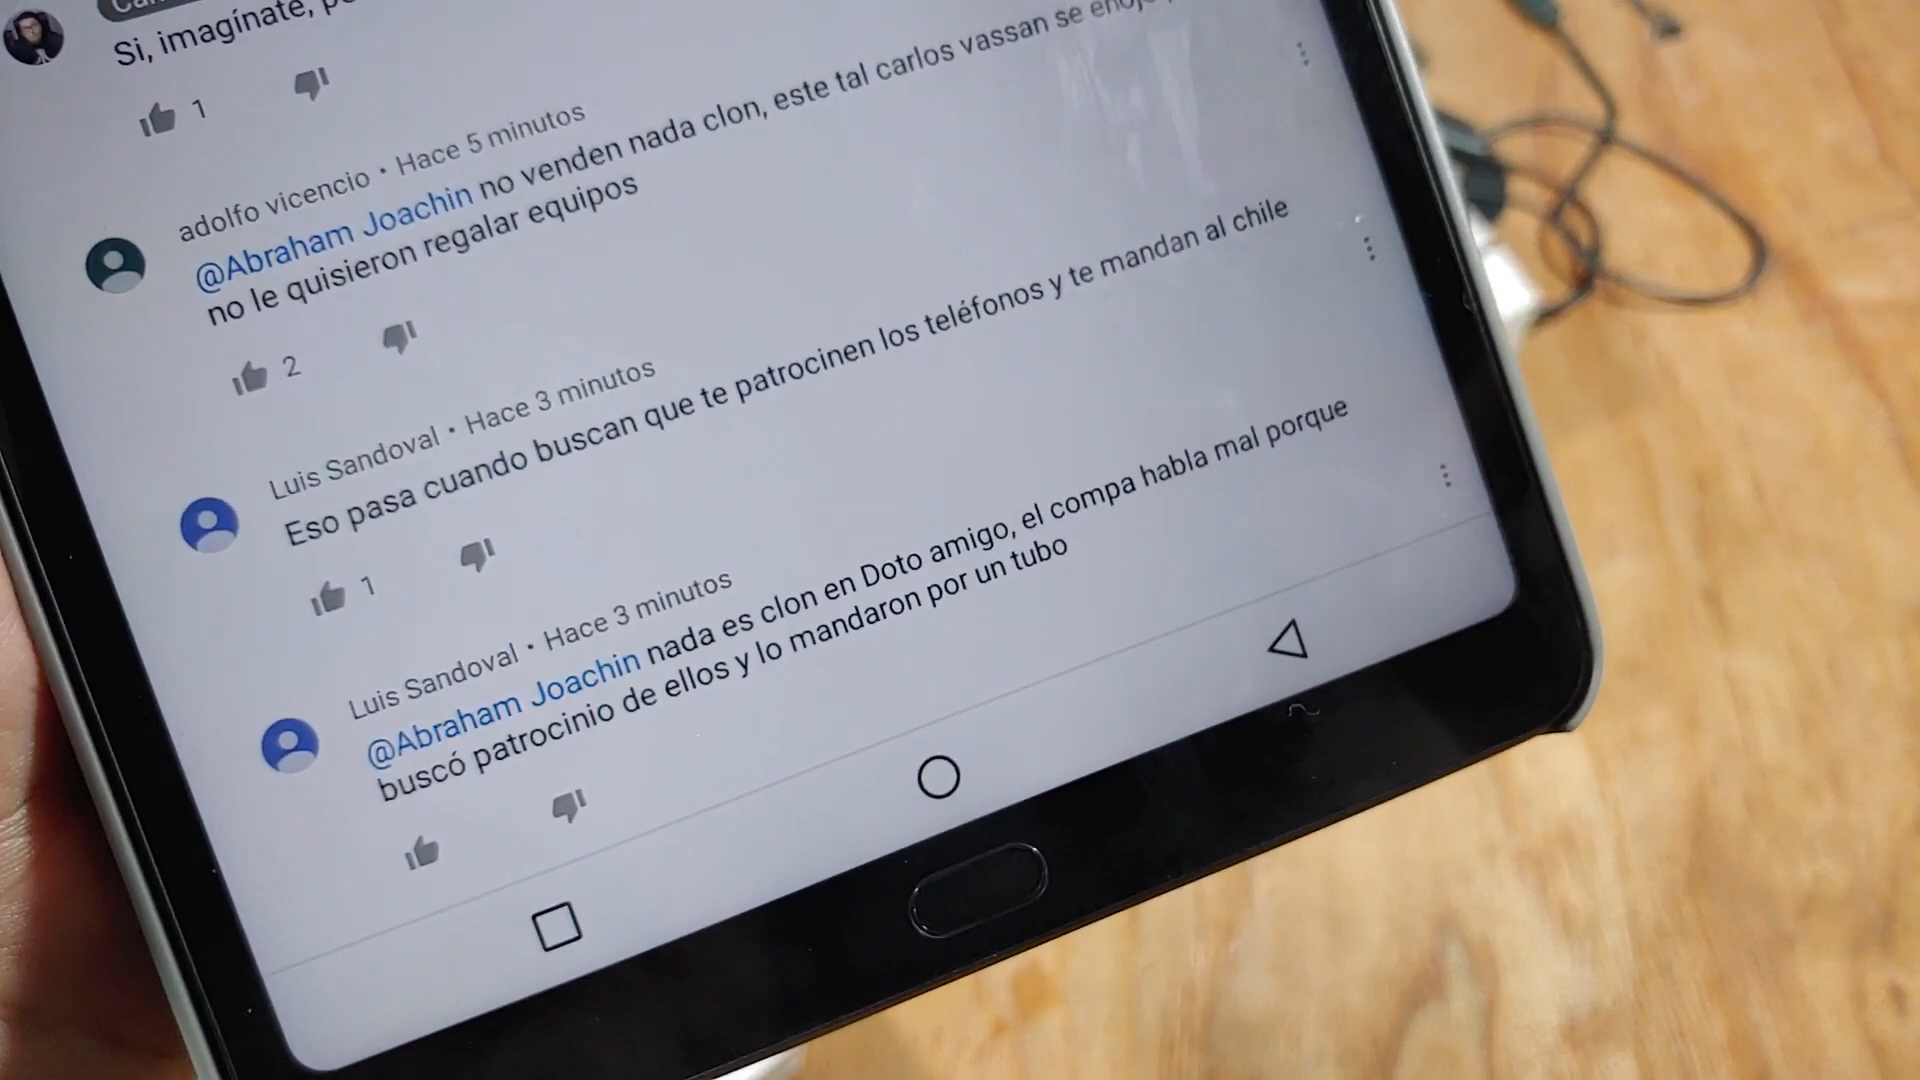 Si, imagínate,
1
adolfo vicencio • Hace 5 minutos
@Abraham Joachin no venden nada clon, este tal carlos vassan se enojo
no le quisieron regalar equipos
2
Luis Sandoval • Hace 3 minutos
Eso pasa cuando buscan que te patrocinen los teléfonos y te mandan al chile
1
Luis Sandoval • Hace 3 minutos
@Abraham Joachin nada es clon en Doto amigo, el compa habla mal porque
buscó patrocinio de ellos y lo mandaron por un tubo